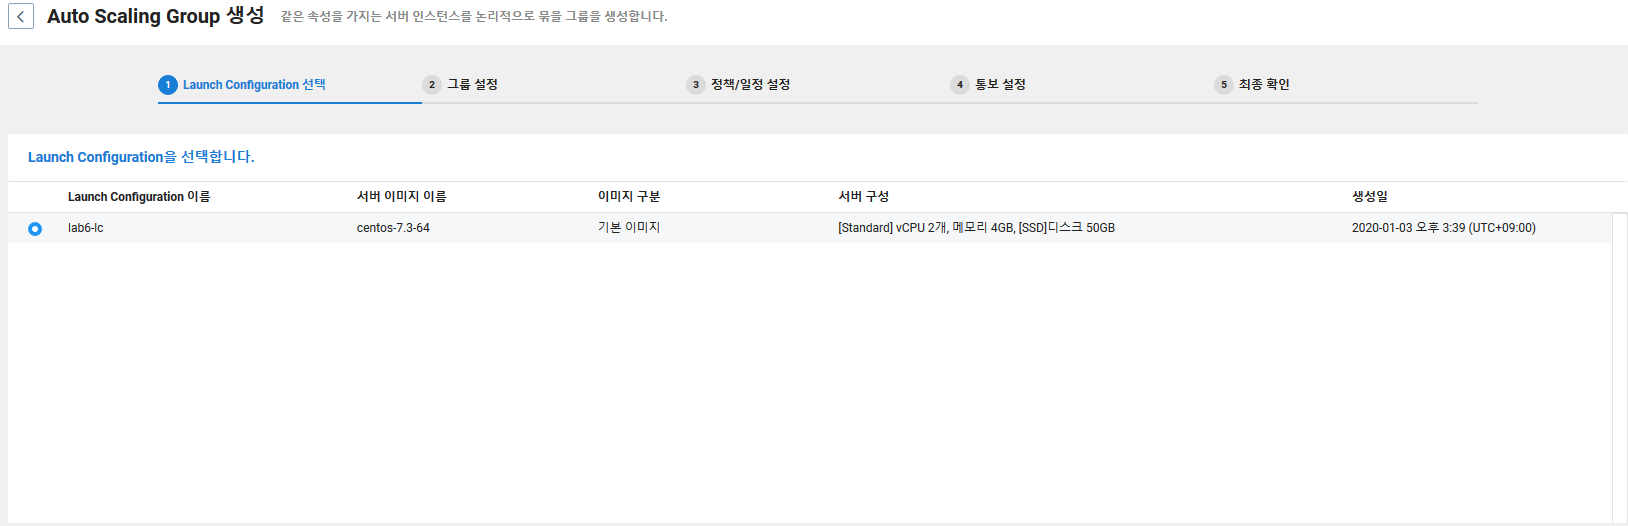 Auto Scaling Group 생성 같은 속성을 가지는 서버 인스턴스를 논리적으로 묶을 그룹을 생성합니다.
1 Launch Configuration 선택 2 그룹 설정 3 정책/일정 설정 4 통보 설정 5 최종 확인
Launch Configuration을 선택합니다.
Launch Configuration 이름 서버 이미지 이름 이미지 구분 서버 구성 생성일
lab6-lc centos-7.3-64 기본 이미지 [Standard] vCPU 2개, 메모리 4GB, [SSD]디스크 50GB 2020-01-03 오후 3:39 (UTC+09:00)